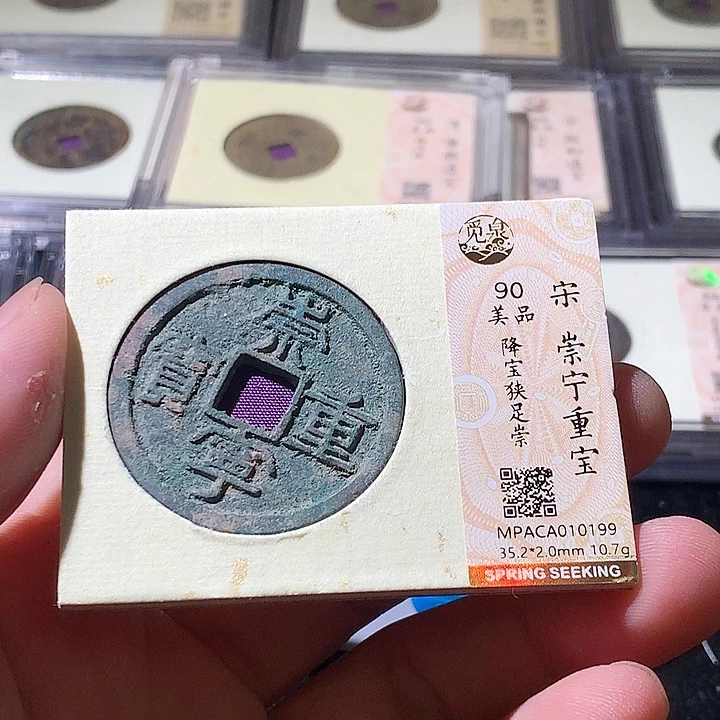 崇
重
寧
寶
觅泉
宋 崇宁重宝
90
美品
降宝狭足崇
MPACA010199
35.2*2.0mm 10.7g
SPRING SEEKING